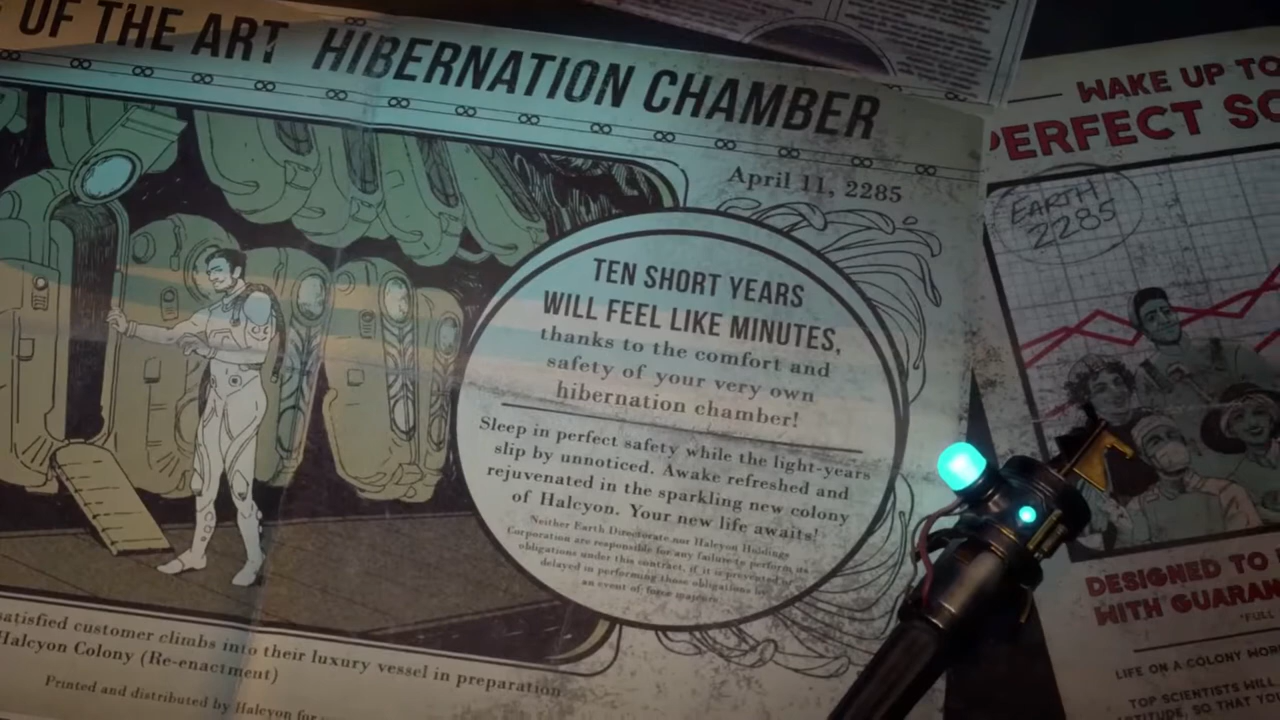 OF THE ART HIBERNATION CHAMBER
April 11, 2285
TEN SHORT YEARS
WILL FEEL LIKE MINUTES,
thanks to the comfort and
safety of your very own
hibernation chamber!
Sleep in perfect safety while the light-years
slip by unnoticed. Awake refreshed and
rejuvenated in the sparkling new colony
of Halcyon. Your new life awaits!
Neither Earth Directorate nor Halcyon Holdings
Corporation are responsible for any failure to perform its
obligations under this contract, if it is prevented or
delayed in performing those obligations by
an event of force majeure.
satisfied customer climbs into their luxury vessel in preparation
Halcyon Colony (Re-enactment)
Printed and distributed by Halcyon for
WAKE UP TO
PERFECT
EARTH
2285
DESIGNED TO
WITH
"FULL
LIFE ON A COLONY
TOP SCIENTISTS WILL
SO THAT